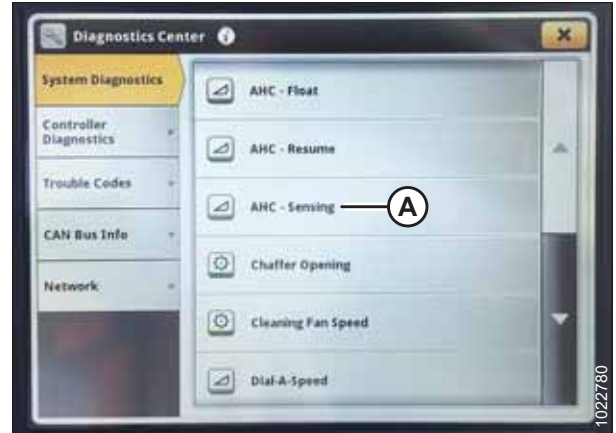 Diagnostics Center
System Diagnostics
Controller
Diagnostics
Trouble Codes
CAN Bus Info
Network
AHC - Float
AHC - Resume
AHC - Sensing
A
Chaffer Opening
Cleaning Fan Speed
Dial-A-Speed
1022780